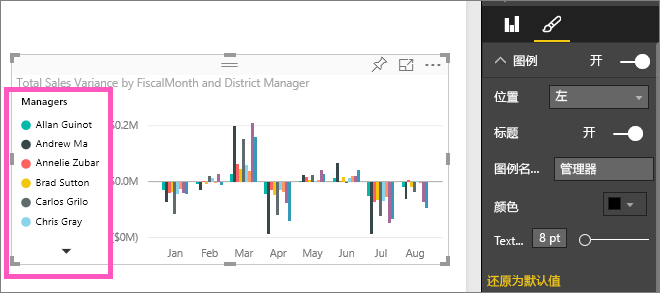 Total Sales Variance by FiscalMonth and District Manager
Managers
Allan Guinot
Andrew Ma
Annelie Zubar
Brad Sutton
Carlos Grilo
Chris Gray
$0.2M
$0.0M
($0M)
Jan Feb Mar Apr May Jun Jul Aug
图例 开
位置 左
标题 开
图例名... 管理器
颜色
Text... 8 pt
还原为默认值